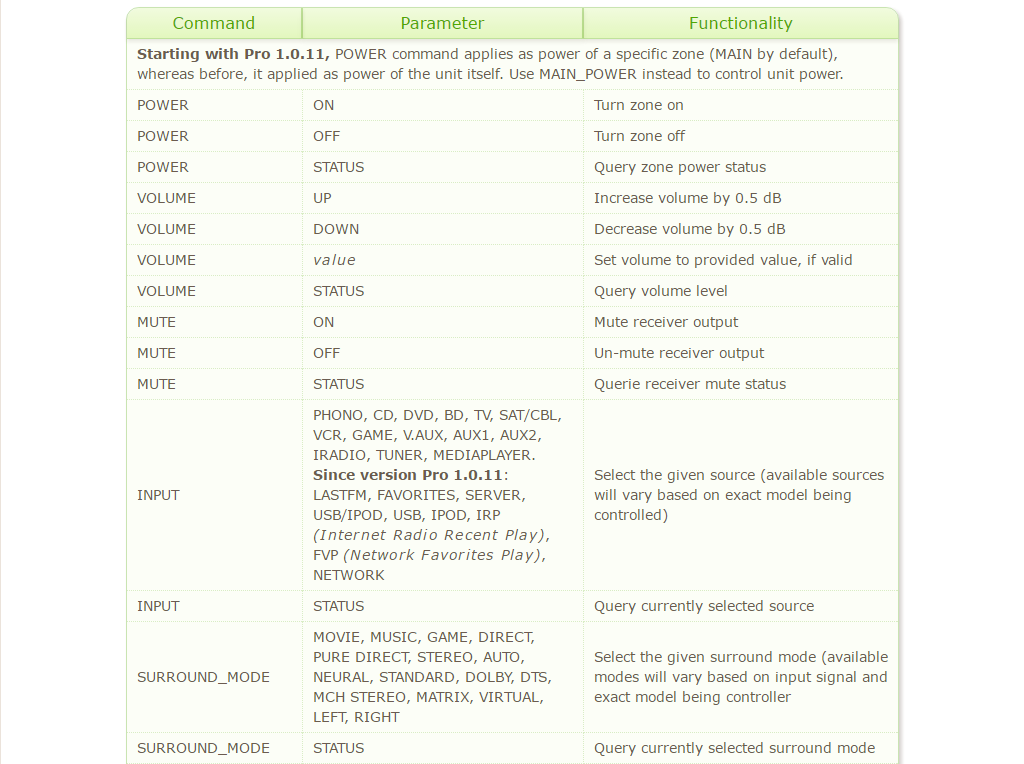 Command Parameter Functionality
Starting with Pro 1.0.11, POWER command applies as power of a specific zone (MAIN by default),
whereas before, it applied as power of the unit itself. Use MAIN_POWER instead to control unit power.
POWER ON Turn zone on
POWER OFF Turn zone off
POWER STATUS Query zone power status
VOLUME UP Increase volume by 0.5 dB
VOLUME DOWN Decrease volume by 0.5 dB
VOLUME value Set volume to provided value, if valid
VOLUME STATUS Query volume level
MUTE ON Mute receiver output
MUTE OFF Un-mute receiver output
MUTE STATUS Querie receiver mute status
INPUT
PHONO, CD, DVD, BD, TV, SAT/CBL,
VCR, GAME, V.AUX, AUX1, AUX2,
IRADIO, TUNER, MEDIAPLAYER.
Since version Pro 1.0.11:
LASTFM, FAVORITES, SERVER,
USB/IPOD, USB, IPOD, IRP
(Internet Radio Recent Play),
FVP (Network Favorites Play),
NETWORK
Select the given source (available sources
will vary based on exact model being
controlled)
INPUT STATUS Query currently selected source
SURROUND_MODE
MOVIE, MUSIC, GAME, DIRECT,
PURE DIRECT, STEREO, AUTO,
NEURAL, STANDARD, DOLBY, DTS,
MCH STEREO, MATRIX, VIRTUAL,
LEFT, RIGHT
Select the given surround mode (available
modes will vary based on input signal and
exact model being controller
SURROUND_MODE STATUS Query currently selected surround mode